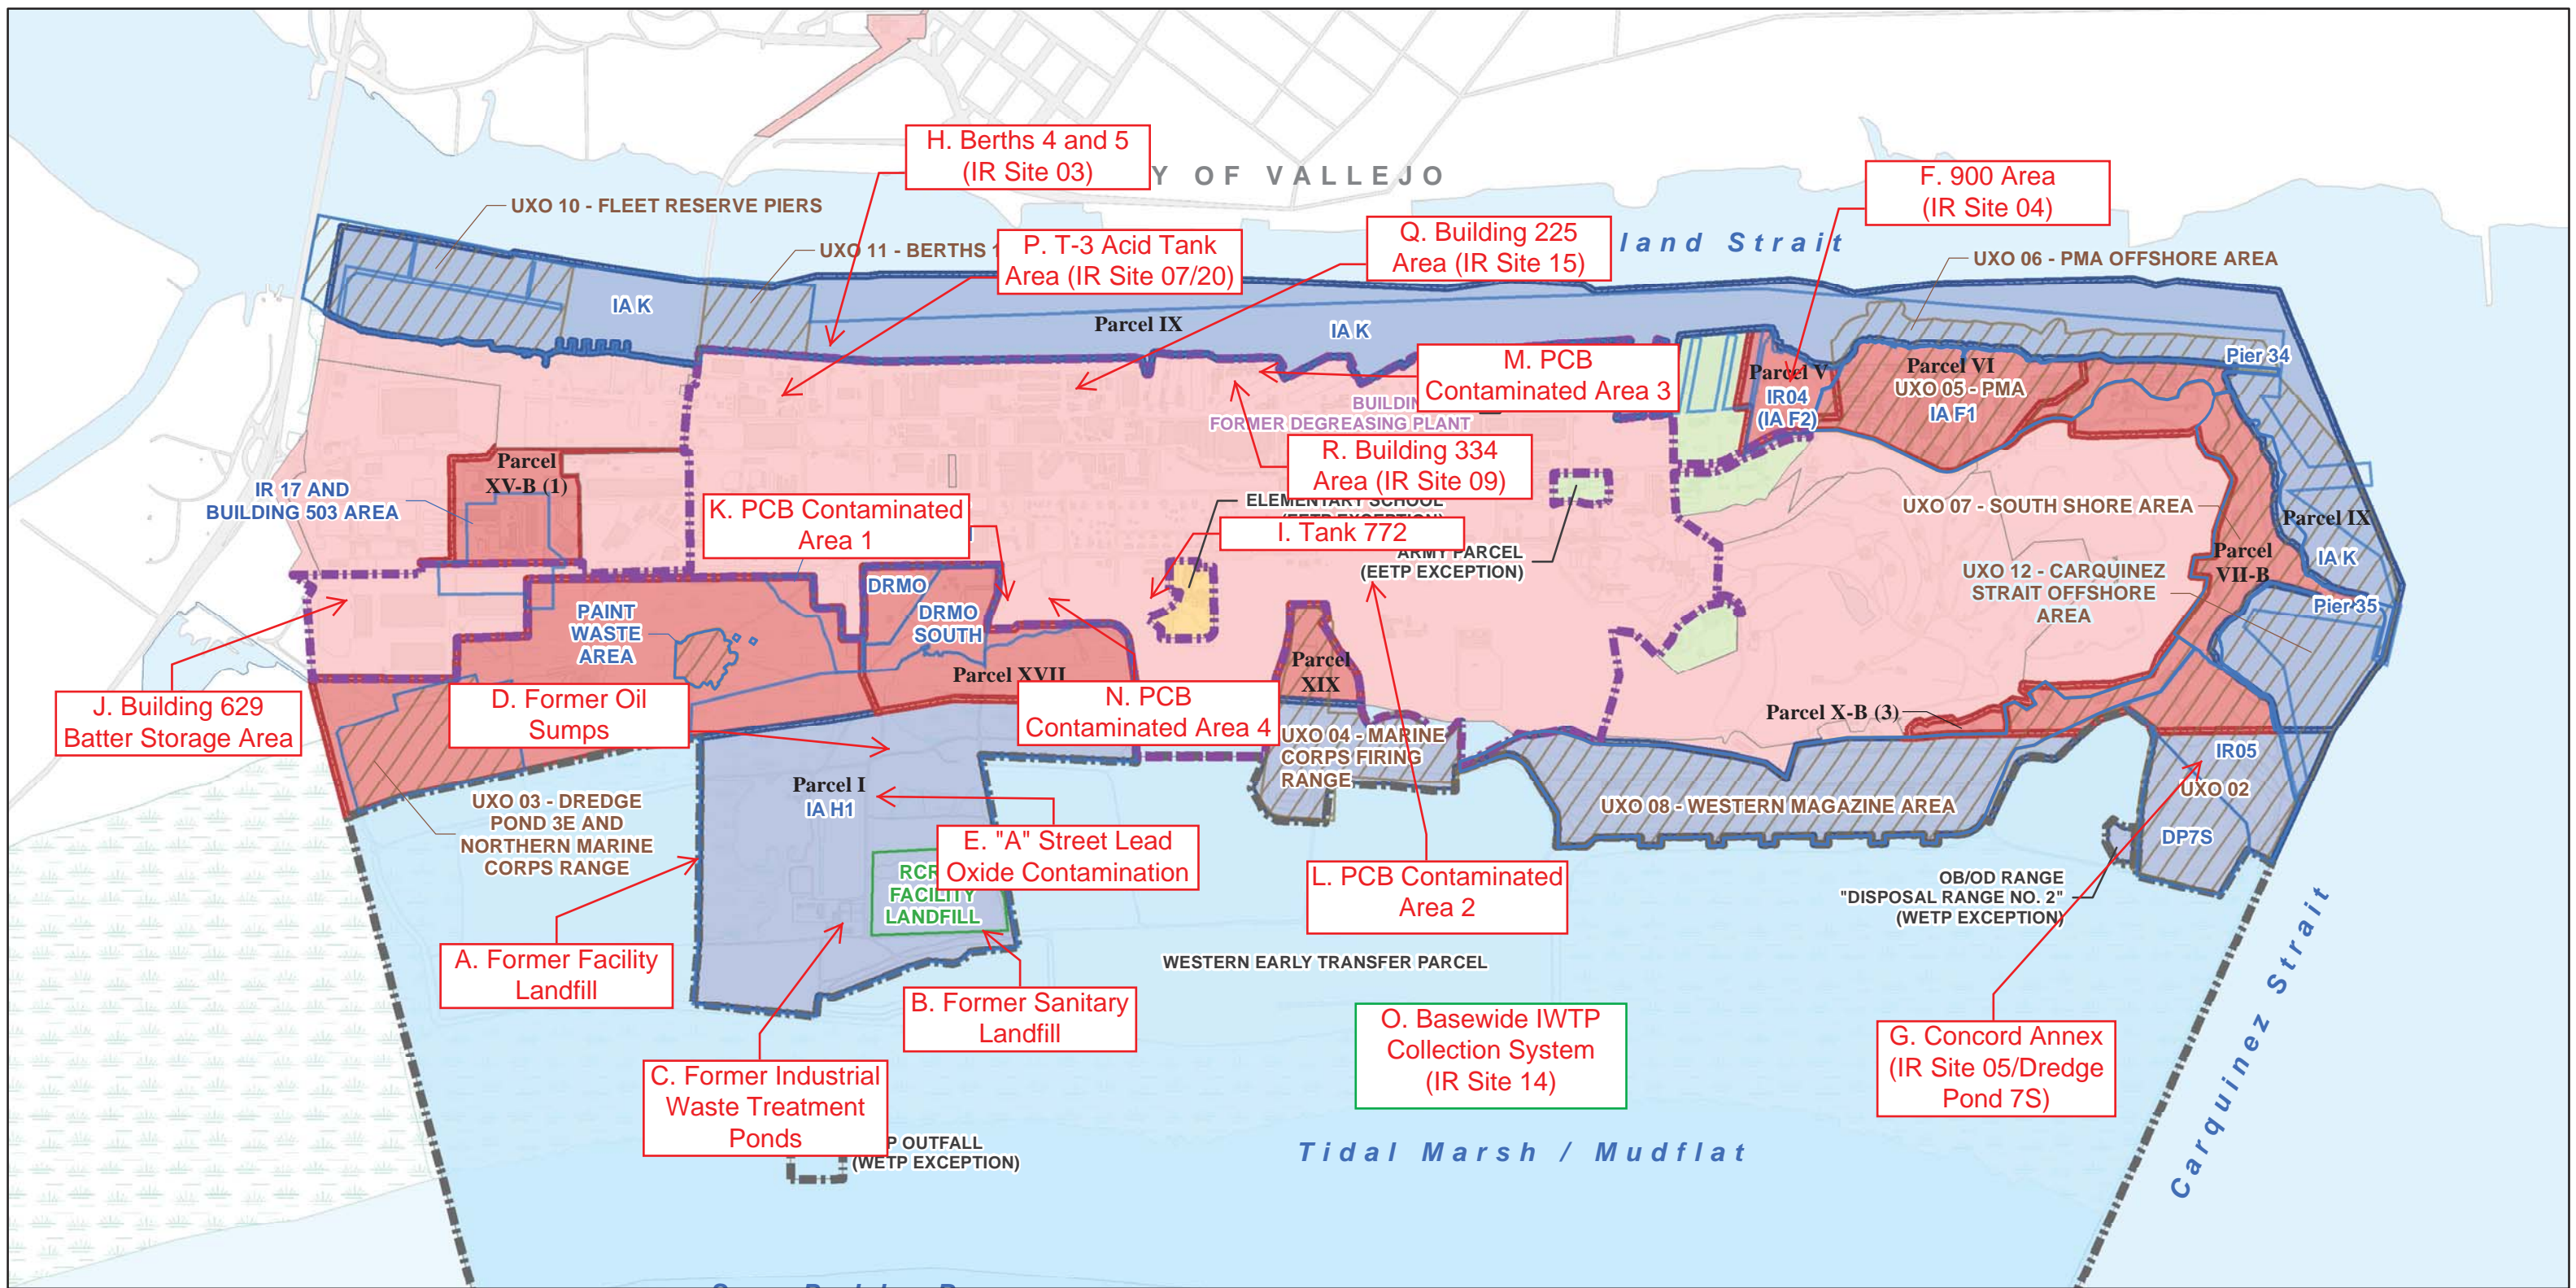 H. Berths 4 and 5
(IR Site 03)
Y OF VALLEJO
F. 900 Area
(IR Site 04)
UXO 10 - FLEET RESERVE PIERS
UXO 11 - BERTHS 1
P. T-3 Acid Tank
Area (IR Site 07/20)
Q. Building 225
Area (IR Site 15)
land Strait
UXO 06 - PMA OFFSHORE AREA
IA K
Parcel IX
IA K
M. PCB
Contaminated Area 3
Parcel V
IR04
(IA F2)
Parcel VI
UXO 05 - PMA
IA F1
Pier 34
BUILDIN
FORMER DEGREASING PLANT
R. Building 334
Area (IR Site 09)
Parcel
XV-B (1)
IR 17 AND
BUILDING 503 AREA
K. PCB Contaminated
Area 1
ELEMENTARY SCHOOL
(EETP EXCEPTION)
I. Tank 772
ARMY PARCEL
(EETP EXCEPTION)
UXO 07 - SOUTH SHORE AREA
Parcel IX
IA K
Parcel
VII-B
UXO 12 - CARQUINEZ
STRAIT OFFSHORE
AREA
Pier 35
DRMO
DRMO
SOUTH
PAINT
WASTE
AREA
Parcel XVII
Parcel
XIX
J. Building 629
Batter Storage Area
D. Former Oil
Sumps
N. PCB
Contaminated Area 4
Parcel X-B (3)
UXO 04 - MARINE
CORPS FIRING
RANGE
IR05
UXO 02
DP7S
Parcel I
IA H1
UXO 03 - DREDGE
POND 3E AND
NORTHERN MARINE
CORPS RANGE
UXO 08 - WESTERN MAGAZINE AREA
E. "A" Street Lead
Oxide Contamination
RCR
FACILITY
LANDFILL
L. PCB Contaminated
Area 2
OB/OD RANGE
"DISPOSAL RANGE NO. 2"
(WETP EXCEPTION)
A. Former Facility
Landfill
WESTERN EARLY TRANSFER PARCEL
B. Former Sanitary
Landfill
O. Basewide IWTP
Collection System
(IR Site 14)
G. Concord Annex
(IR Site 05/Dredge
Pond 7S)
Carquinez Strait
C. Former Industrial
Waste Treatment
Ponds
P OUTFALL
(WETP EXCEPTION)
Tidal Marsh / Mudflat